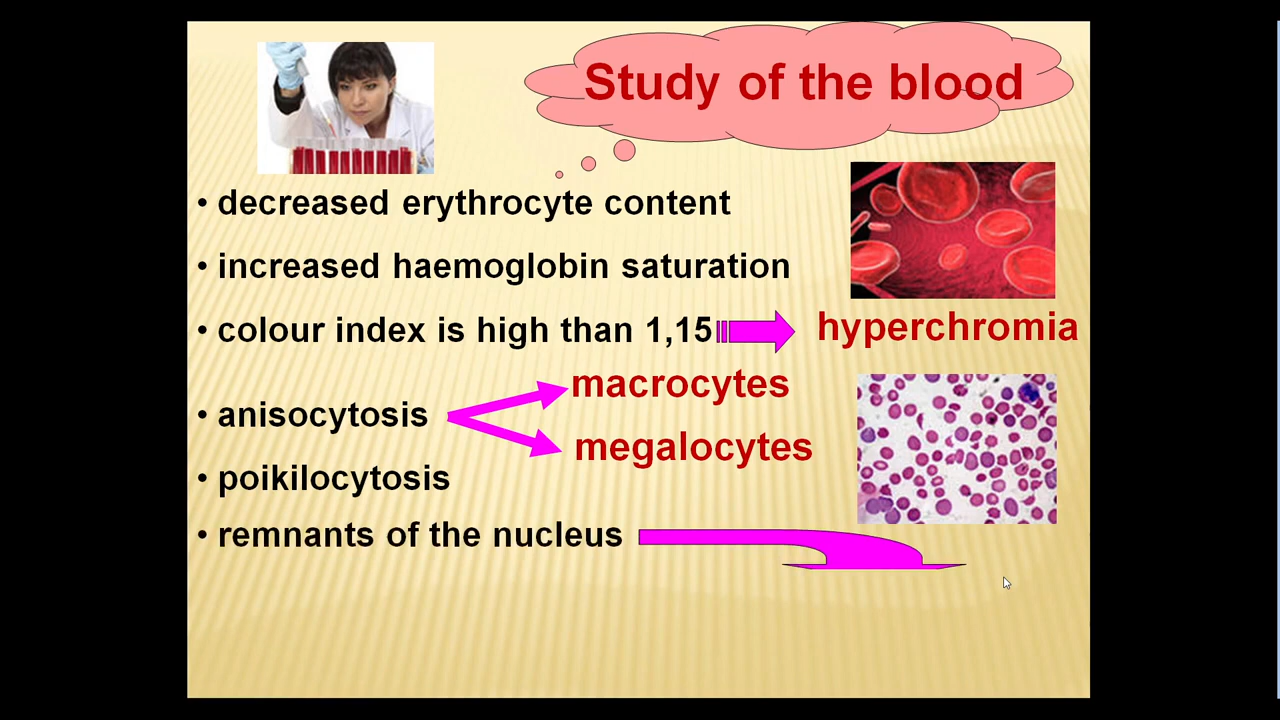 Study of the blood
• decreased erythrocyte content
• increased haemoglobin saturation
• colour index is high than 1,15
hyperchromia
• anisocytosis
macrocytes
megalocytes
• poikilocytosis
• remnants of the nucleus